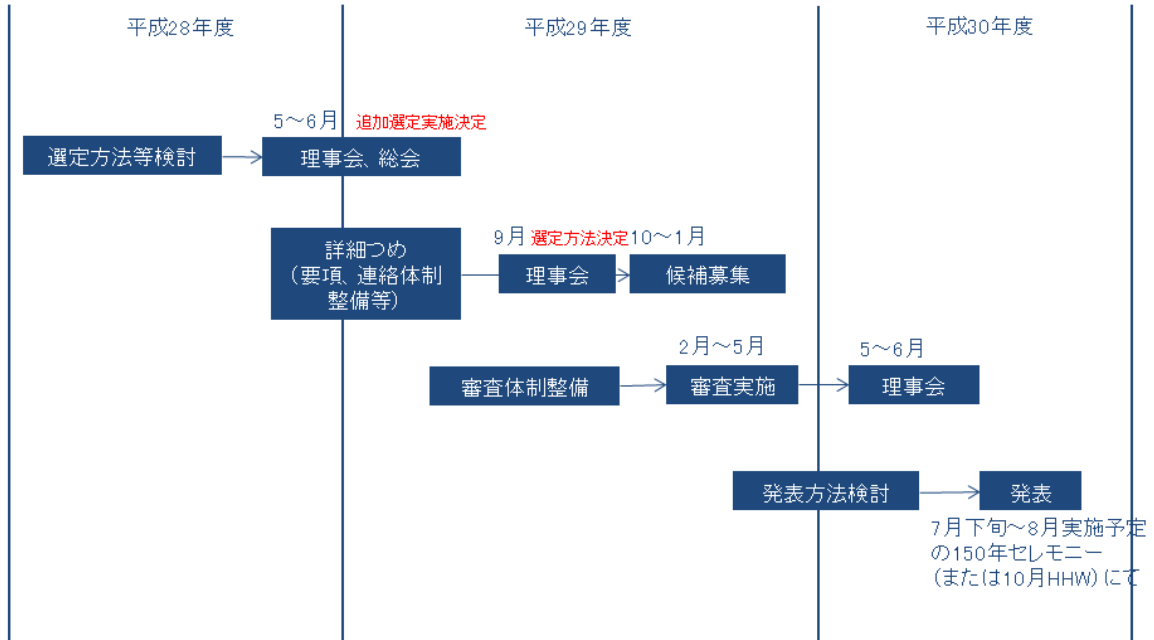 平成28年度
平成29年度
平成30年度
5～6月
追加選定実施決定
選定方法等検討
理事会、総会
詳細つめ
（要項、連絡体制
整備等）
9月
選定方法決定
10～1月
理事会
候補募集
2月～5月
5～6月
審査体制整備
審査実施
理事会
発表方法検討
発表
7月下旬～8月実施予定
の150年セレモニー
（または10月HHW）にて